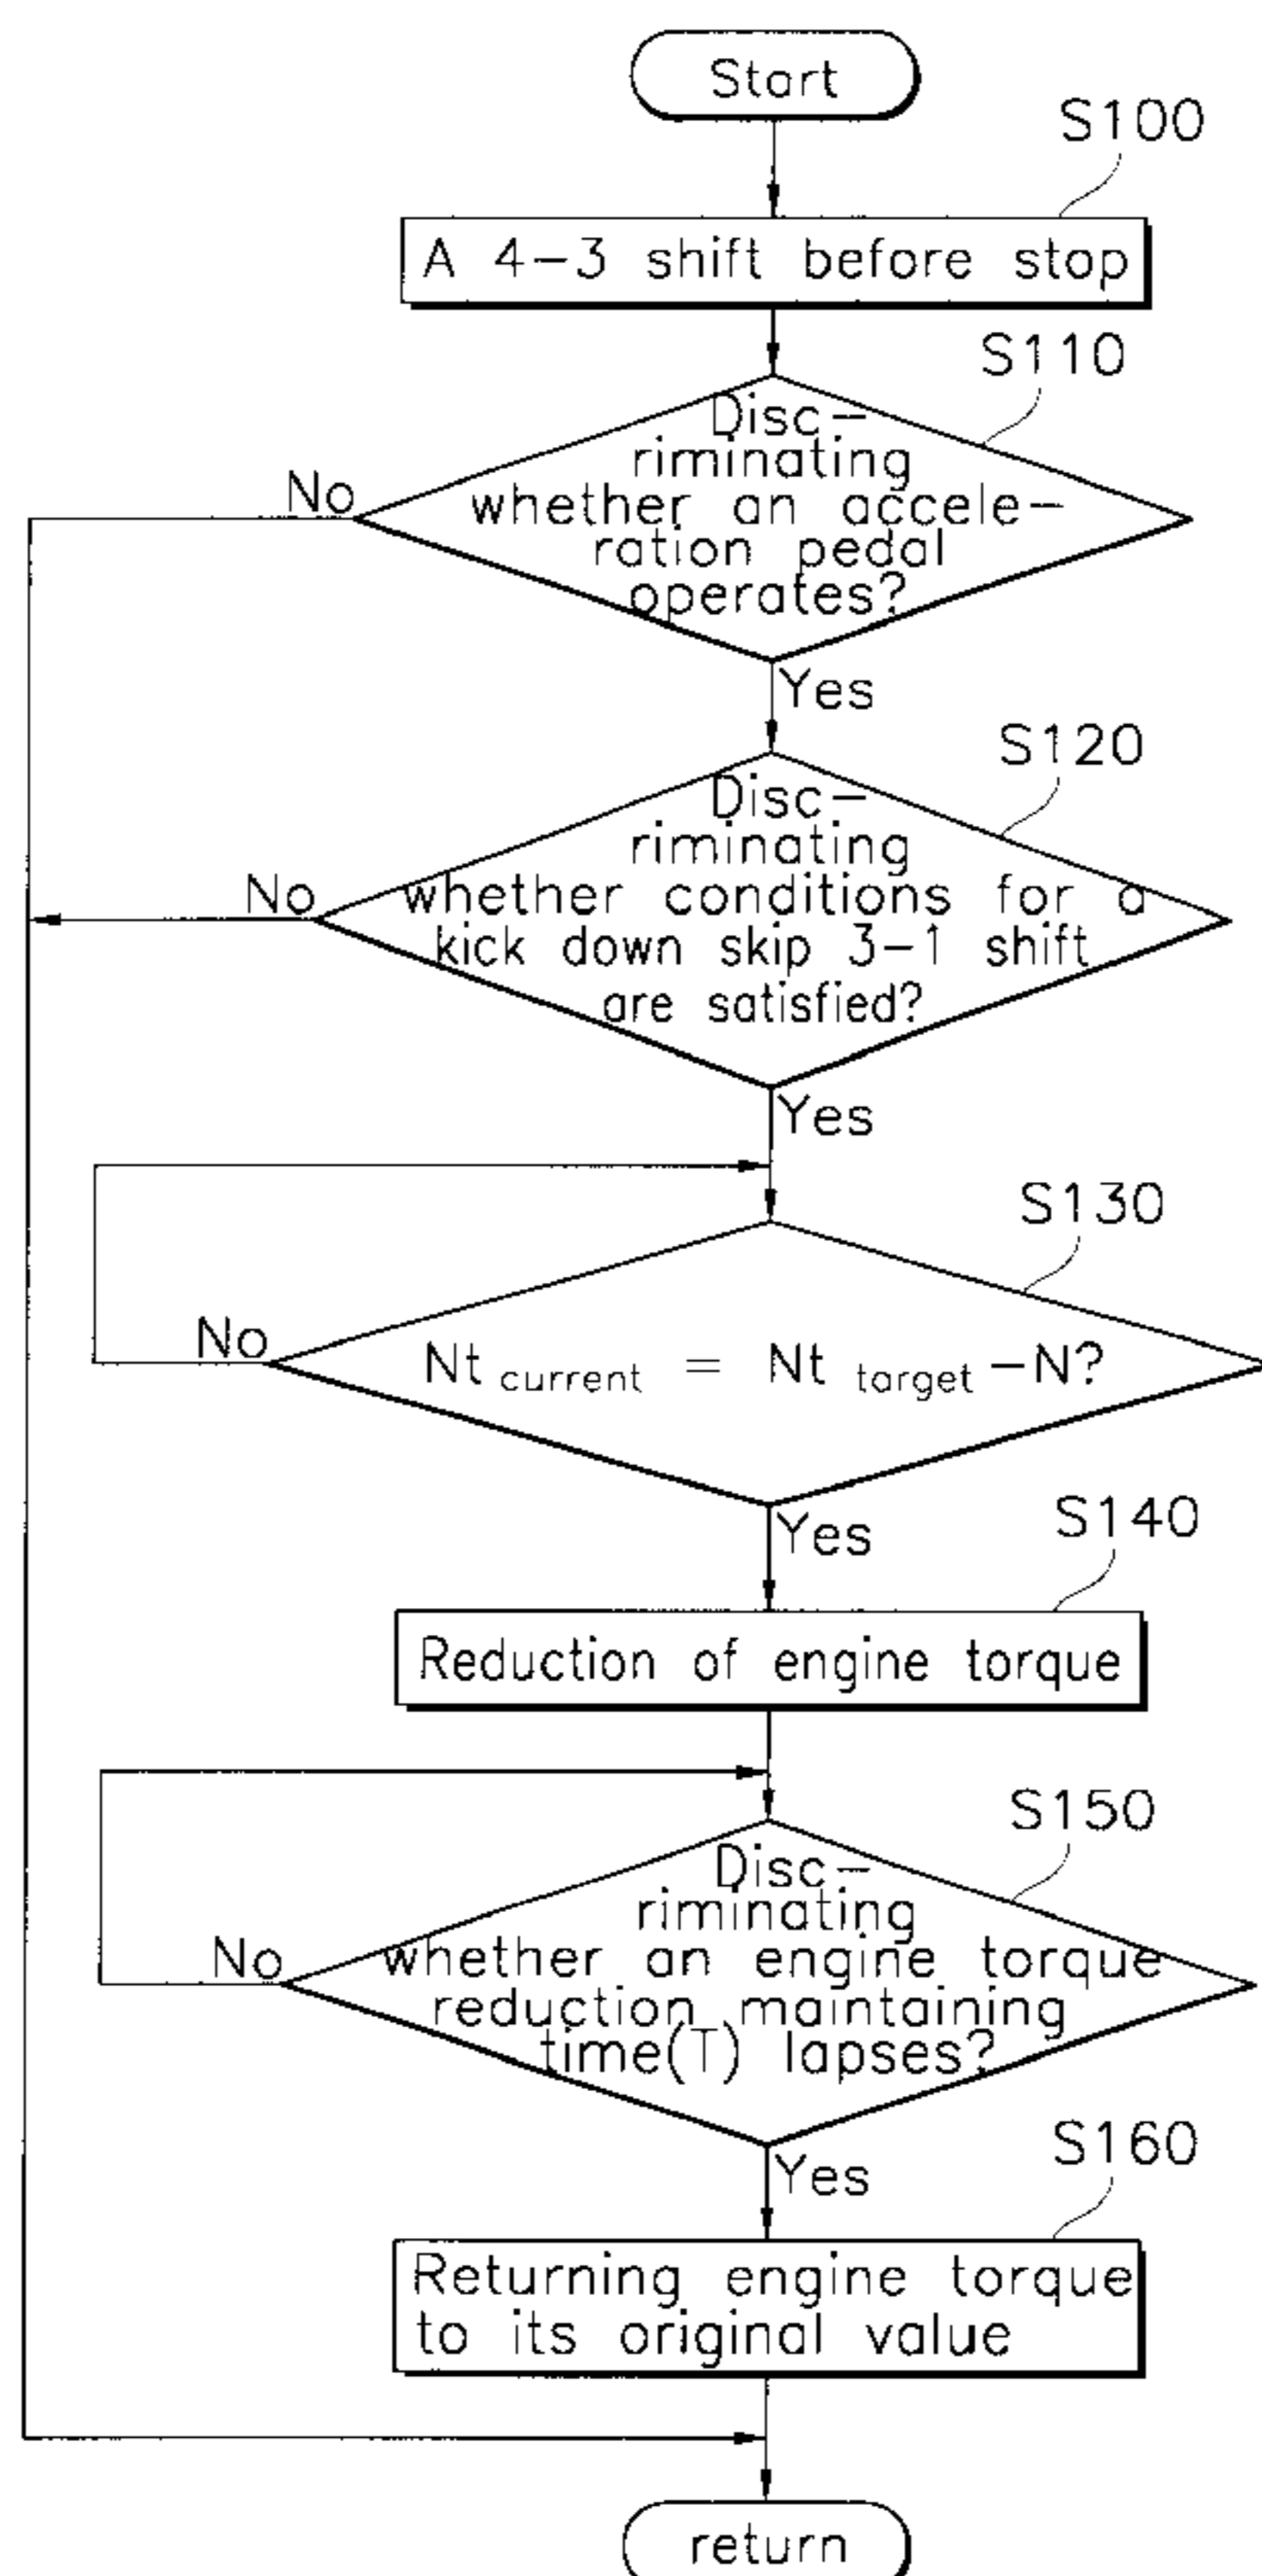 Start
S100
A 4-3 shift before stop
S110
Disc-
riminating
No
whether an accele-
ration pedal
operates?
Yes
S120
Disc-
riminating
No
whether conditions for a
kick down skip 3-1 shift
are satisfied?
Yes
S130
No
Nt current = Nt target -N?
Yes
S140
Reduction of engine torque
S150
Disc-
riminating
No
whether an engine torque
reduction maintaining
time(T) lapses?
Yes
S160
Returning engine torque
to its original value
return